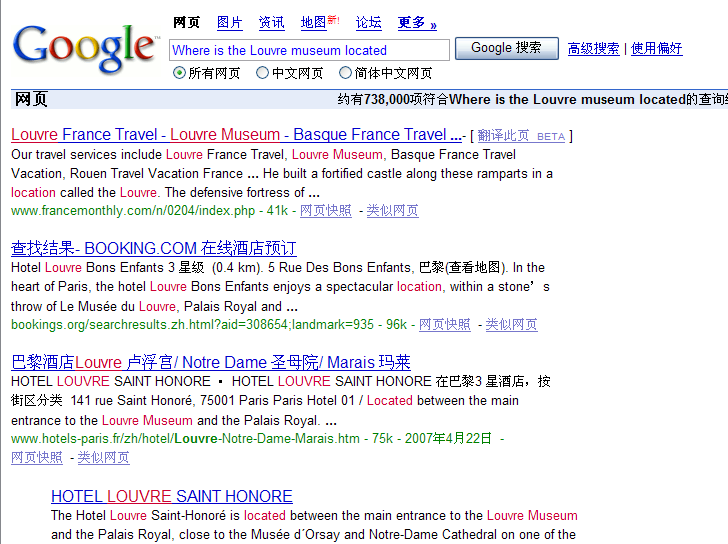 Google™ 网页 图片 资讯 地图新! 论坛 更多 »
Where is the Louvre museum located Google 搜索 高级搜索 | 使用偏好
所有网页 中文网页 简体中文网页
网页 约有738,000项符合Where is the Louvre museum located的查询结
Louvre France Travel - Louvre Museum - Basque France Travel ...- [ 翻译此页 BETA ]
Our travel services include Louvre France Travel, Louvre Museum, Basque France Travel
Vacation, Rouen Travel Vacation France ... He built a fortified castle along these ramparts in a
location called the Louvre. The defensive fortress of ...
www.francemonthly.com/n/0204/index.php - 41k - 网页快照 - 类似网页
查找结果- BOOKING.COM 在线酒店预订
Hotel Louvre Bons Enfants 3 星级 (0.4 km). 5 Rue Des Bons Enfants, 巴黎(查看地图). In the
heart of Paris, the hotel Louvre Bons Enfants enjoys a spectacular location, within a stone’s
throw of Le Musée du Louvre, Palais Royal and ...
bookings.org/searchresults.zh.html?aid=308654;landmark=935 - 96k - 网页快照 - 类似网页
巴黎酒店Louvre 卢浮宫/ Notre Dame 圣母院/ Marais 玛莱
HOTEL LOUVRE SAINT HONORE ▪ HOTEL LOUVRE SAINT HONORE 在巴黎3 星酒店，按
街区分类 141 rue Saint Honoré, 75001 Paris Paris Hotel 01 / Located between the main
entrance to the Louvre Museum and the Palais Royal. ...
www.hotels-paris.fr/zh/hotel/Louvre-Notre-Dame-Marais.htm - 75k - 2007年4月22日 -
网页快照 - 类似网页
HOTEL LOUVRE SAINT HONORE
The Hotel Louvre Saint-Honoré is located between the main entrance to the Louvre Museum
and the Palais Royal, close to the Musée d´Orsay and Notre-Dame Cathedral on one of the